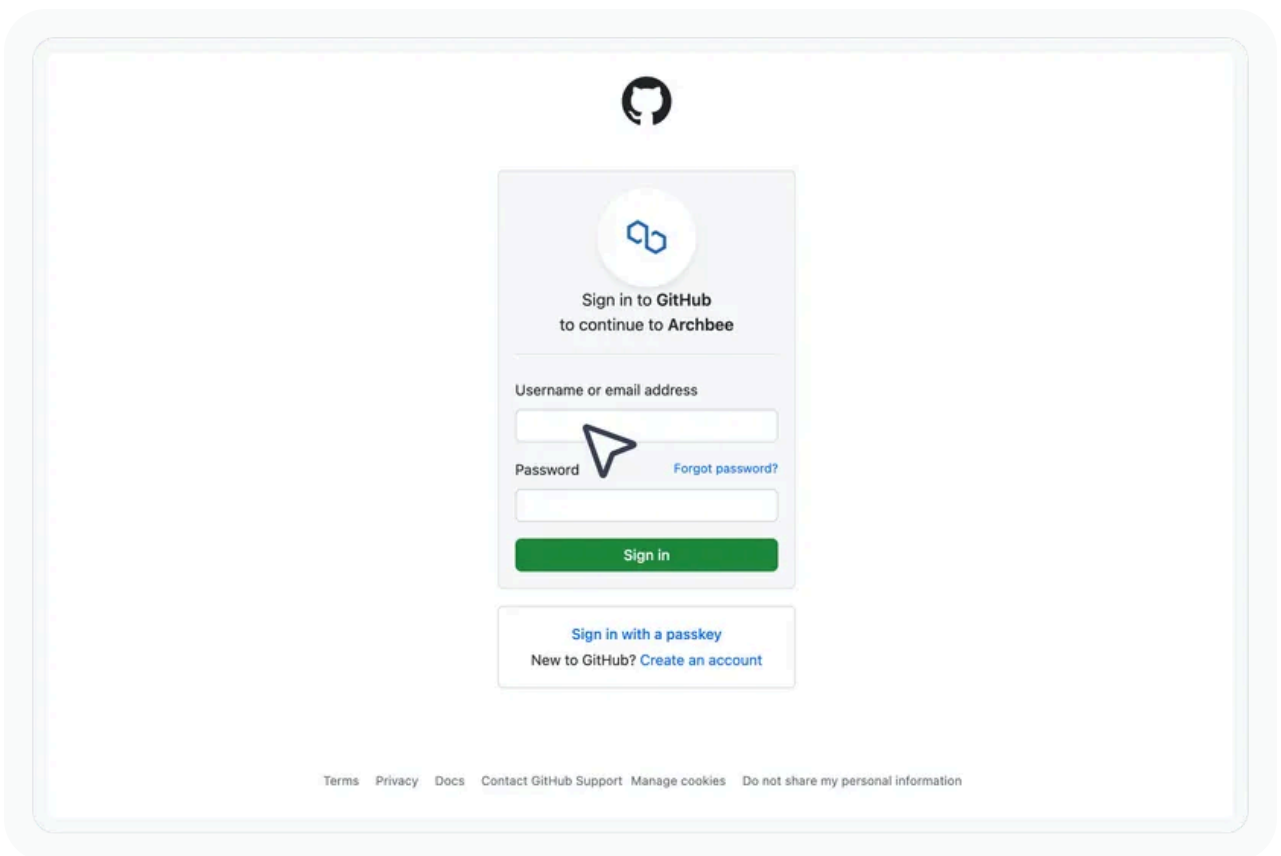 Sign in to GitHub
to continue to Archbee
Username or email address
Password Forgot password?
Sign in
Sign in with a passkey
New to GitHub? Create an account
Terms Privacy Docs Contact GitHub Support Manage cookies Do not share my personal information